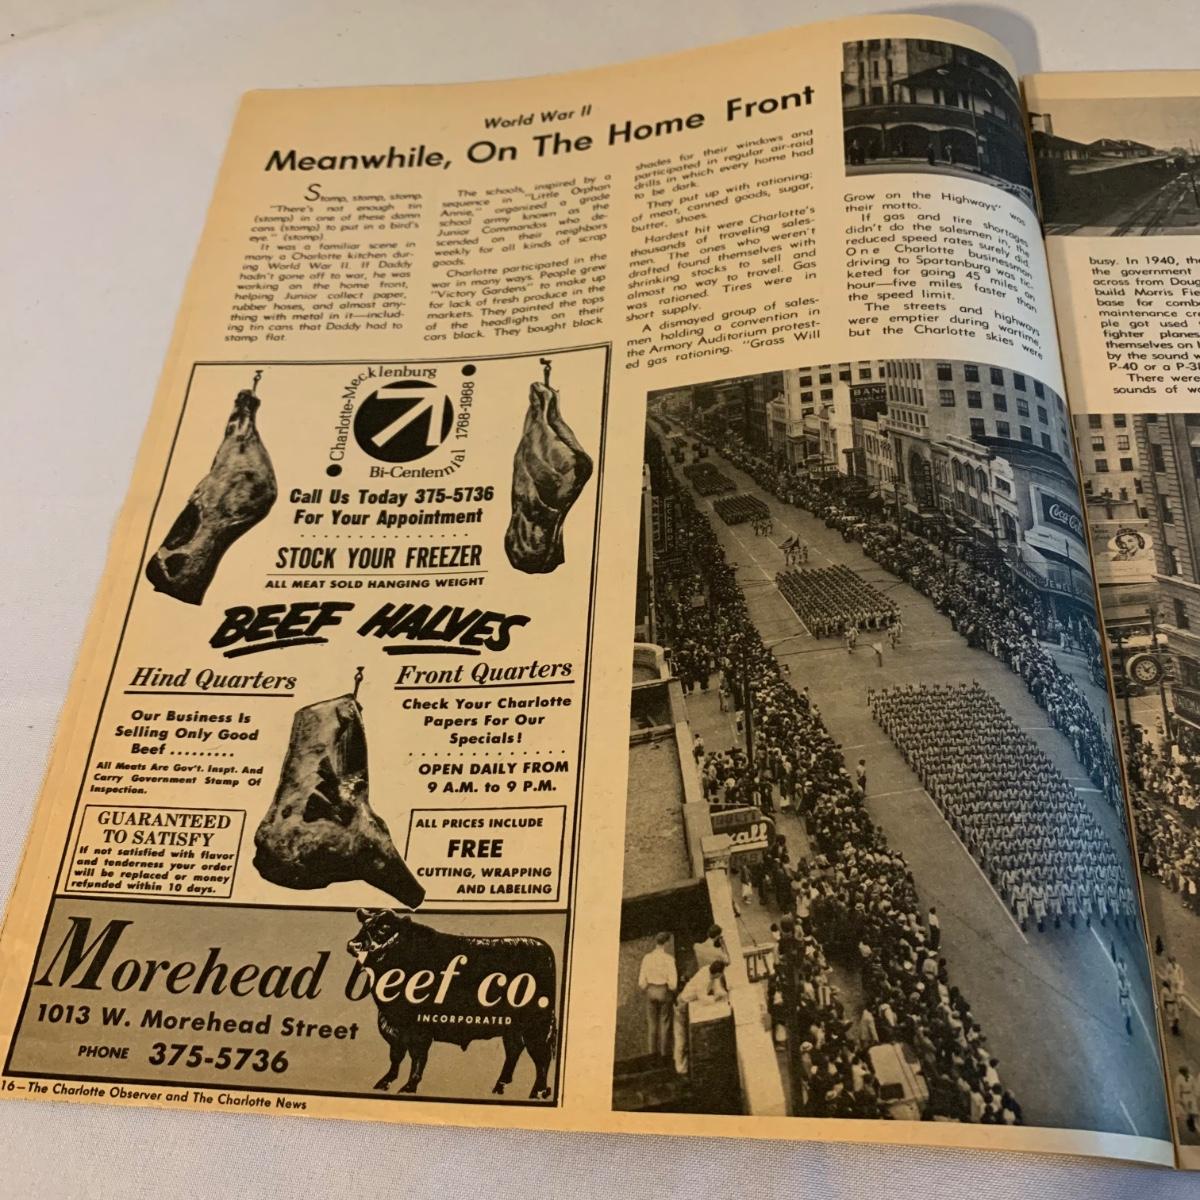 World War II
Meanwhile, On The Home Front
Stomp, stomp, stomp.
"There's not enough tin
(stomp) in one of these damn
cans (stomp) to put in a bird's
eye." (stomp)
It was a familiar scene in
many a Charlotte kitchen dur-
ing World War II. If Daddy
hadn't gone off to war, he was
working on the home front,
helping Junior collect paper,
rubber hoses, and almost any-
thing with metal in it—includ-
ing tin cans that Daddy had to
stamp flat.
The schools, inspired by a
sequence in "Little Orphan
Annie," organized a grade
school army known as the
Junior Commandos who de-
scended on their neighbors
weekly for all kinds of scrap
goods.
Charlotte participated in the
war in many ways. People grew
"Victory Gardens" to make up
for lack of fresh produce in the
markets. They painted the tops
of the headlights on their
cars black. They bought black
shades for their windows and
participated in regular air-raid
drills in which every home had
to be dark.
They put up with rationing:
of meat, canned goods, sugar,
butter, shoes.
Hardest hit were Charlotte's
thousands of traveling sales-
men. The ones who weren't
drafted found themselves with
shrinking stocks to sell and
almost no way to travel. Gas
was rationed. Tires were in
short supply.
A dismayed group of sales-
men holding a convention in
the Armory Auditorium protest-
ed gas rationing. "Grass Will
Grow on the Highways" was
their motto.
If gas and tire shortages
didn't do the salesmen in, the
reduced speed rates surely did.
One Charlotte businessman
driving to Spartanburg was tic-
keted for going 45 miles an
hour—five miles faster than
the speed limit.
The streets and highways
were emptier during wartime,
but the Charlotte skies were
busy. In 1940, the
the government
across from Doug
build Morris Fie
base for comb
maintenance cre
ple got used
fighter planes
themselves on
by the sound w
P-40 or a P-38
There were
sounds of wa
Charlotte-Mecklenburg
1768-1968
Bi-Centennial
Call Us Today 375-5736
For Your Appointment
STOCK YOUR FREEZER
ALL MEAT SOLD HANGING WEIGHT
BEEF HALVES
Hind Quarters
Front Quarters
Our Business Is
Selling Only Good
Beef .........
All Meats Are Gov't. Inspt. And
Carry Government Stamp Of
Inspection.
Check Your Charlotte
Papers For Our
Specials!
OPEN DAILY FROM
9 A.M. to 9 P.M.
GUARANTEED
TO SATISFY
If not satisfied with flavor
and tenderness your order
will be replaced or money
refunded within 10 days.
ALL PRICES INCLUDE
FREE
CUTTING, WRAPPING
AND LABELING
Morehead beef co.
INCORPORATED
1013 W. Morehead Street
PHONE 375-5736
16—The Charlotte Observer and The Charlotte News
BANK
Coca-Co
JEWEL
xall
EL'S